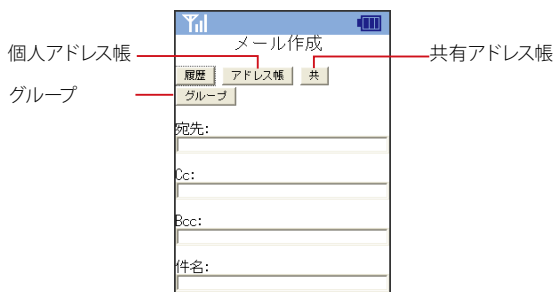 メール作成
個人アドレス帳
共有アドレス帳
履歴 アドレス帳 共
グループ
グループ
宛先:
Cc:
Bcc:
件名: